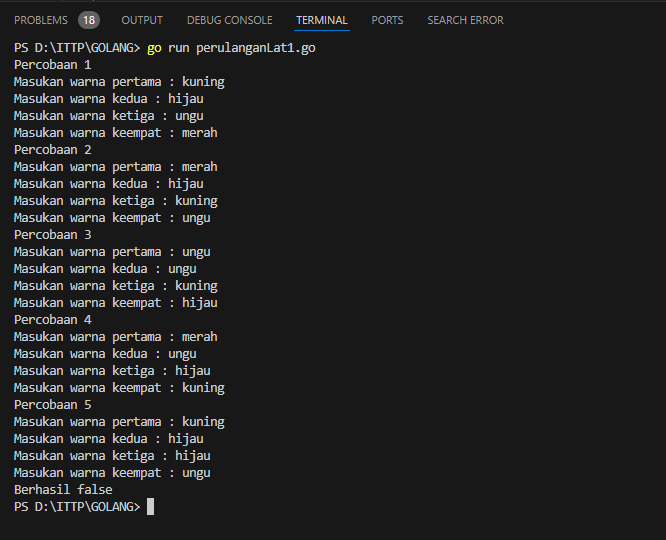 PROBLEMS 18 OUTPUT DEBUG CONSOLE TERMINAL PORTS SEARCH ERROR
PS D:\ITTP\GOLANG> go run perulanganLat1.go
Percobaan 1
Masukan warna pertama : kuning
Masukan warna kedua : hijau
Masukan warna ketiga : ungu
Masukan warna keempat : merah
Percobaan 2
Masukan warna pertama : merah
Masukan warna kedua : hijau
Masukan warna ketiga : kuning
Masukan warna keempat : ungu
Percobaan 3
Masukan warna pertama : ungu
Masukan warna kedua : ungu
Masukan warna ketiga : kuning
Masukan warna keempat : hijau
Percobaan 4
Masukan warna pertama : merah
Masukan warna kedua : ungu
Masukan warna ketiga : hijau
Masukan warna keempat : kuning
Percobaan 5
Masukan warna pertama : kuning
Masukan warna kedua : hijau
Masukan warna ketiga : hijau
Masukan warna keempat : ungu
Berhasil false
PS D:\ITTP\GOLANG>